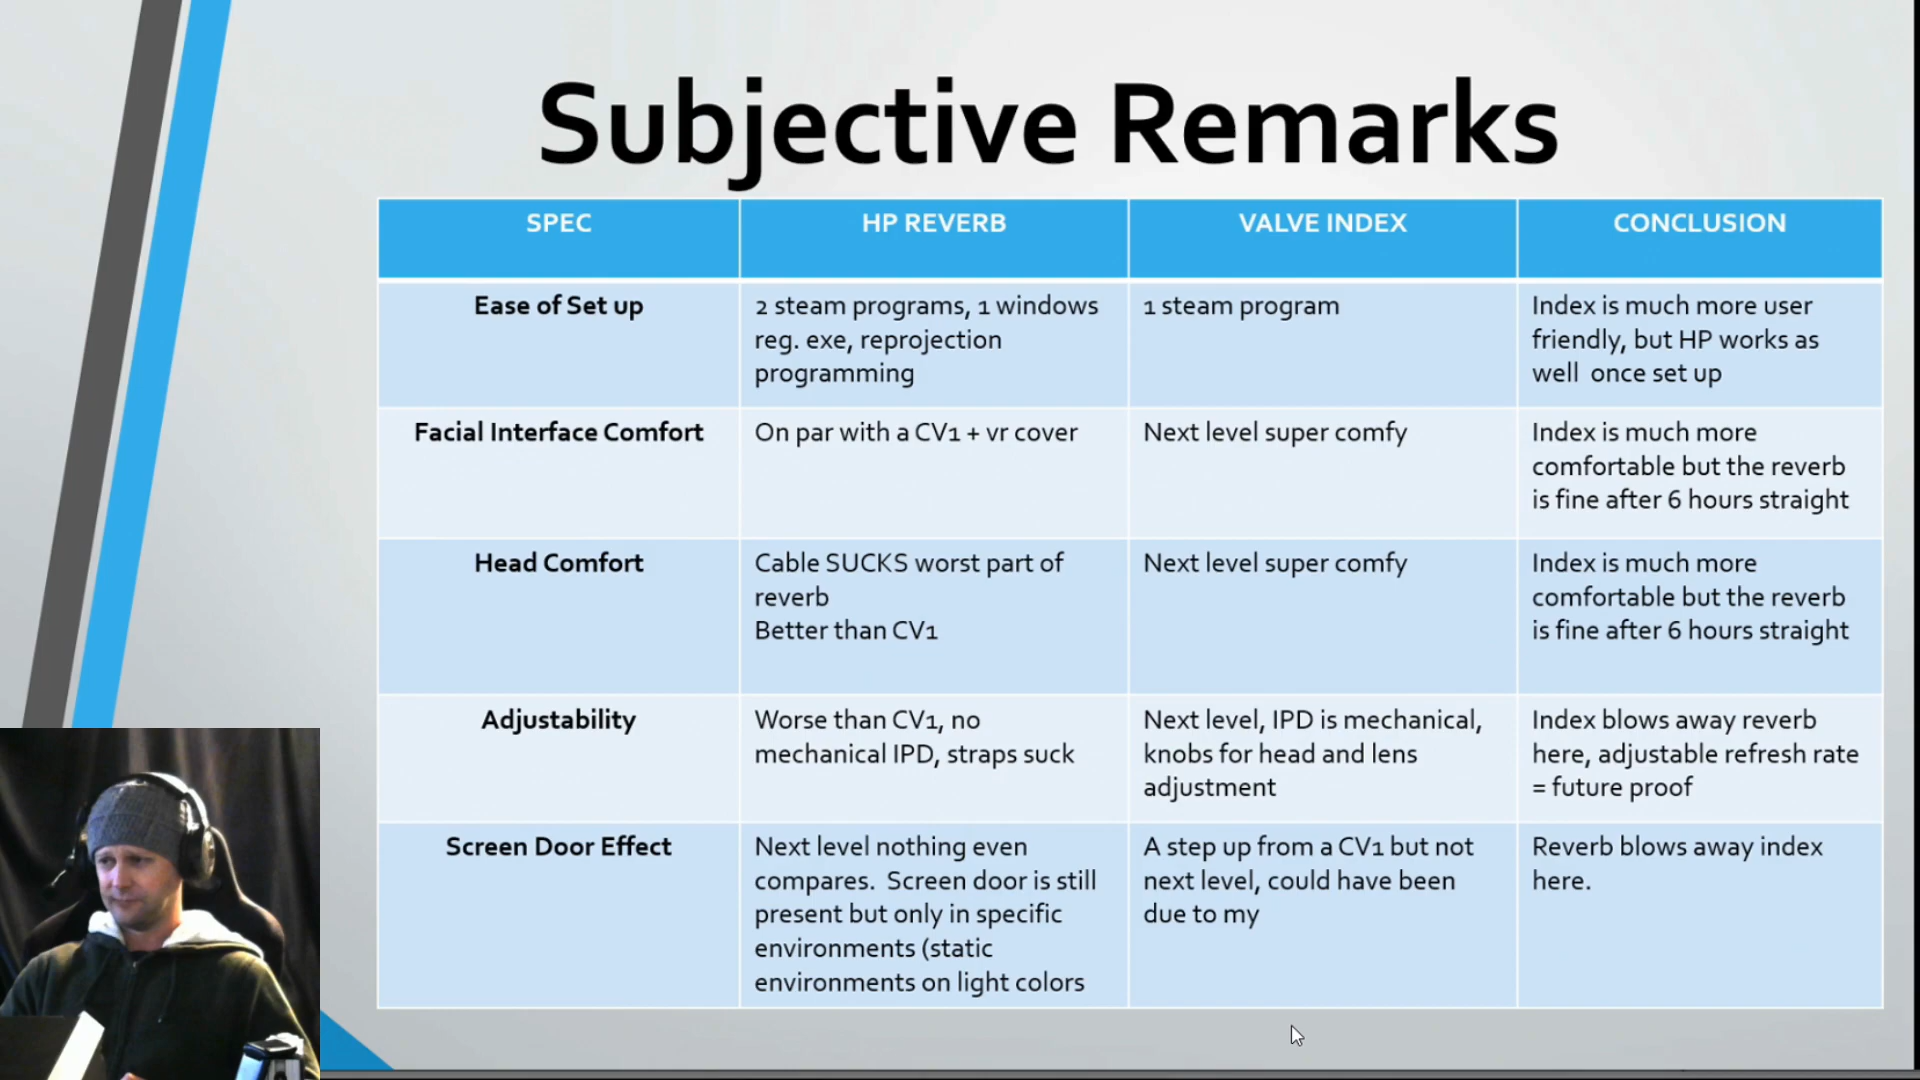 Subjective Remarks
SPEC
HP REVERB
VALVE INDEX
CONCLUSION
Ease of Set up
2 steam programs, 1 windows
reg. exe, reprojection
programming
1 steam program
Index is much more user
friendly, but HP works as
well  once set up
Facial Interface Comfort
On par with a CV1 + vr cover
Next level super comfy
Index is much more
comfortable but the reverb
is fine after 6 hours straight
Head Comfort
Cable SUCKS worst part of
reverb
Better than CV1
Next level super comfy
Index is much more
comfortable but the reverb
is fine after 6 hours straight
Adjustability
Worse than CV1, no
mechanical IPD, straps suck
Next level, IPD is mechanical,
knobs for head and lens
adjustment
Index blows away reverb
here, adjustable refresh rate
= future proof
Screen Door Effect
Next level nothing even
compares.  Screen door is still
present but only in specific
environments (static
environments on light colors
A step up from a CV1 but not
next level, could have been
due to my
Reverb blows away index
here.